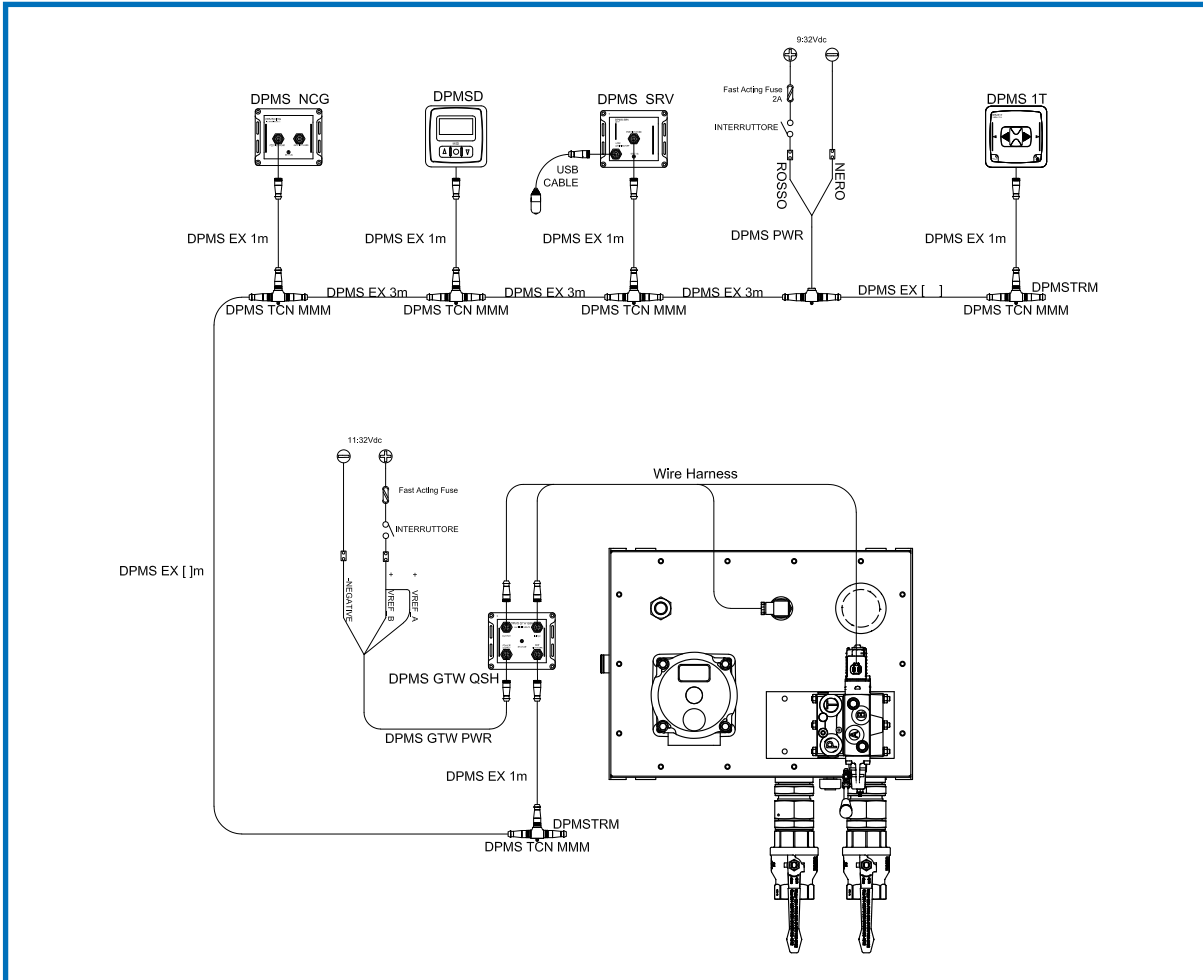 9:32Vdc
DPMS NCG
DPMSD
DPMS SRV
Fast Acting Fuse
2A
DPMS 1T
INTERRUTTORE
USB
CABLE
ROSSO
NERO
DPMS EX 1m
DPMS EX 1m
DPMS EX 1m
DPMS PWR
DPMS EX 1m
DPMS EX 3m
DPMS EX 3m
DPMS EX 3m
DPMS EX [ ]
DPMSTRM
DPMS TCN MMM
DPMS TCN MMM
DPMS TCN MMM
DPMS TCN MMM
11:32Vdc
Wire Harness
Fast Acting Fuse
INTERRUTTORE
DPMS EX [ ]m
-NEGATIVE
+
VREF B
+
VREF A
DPMS GTW QSH
T
B
P
A
DPMS GTW PWR
DPMS EX 1m
DPMSTRM
DPMS TCN MMM